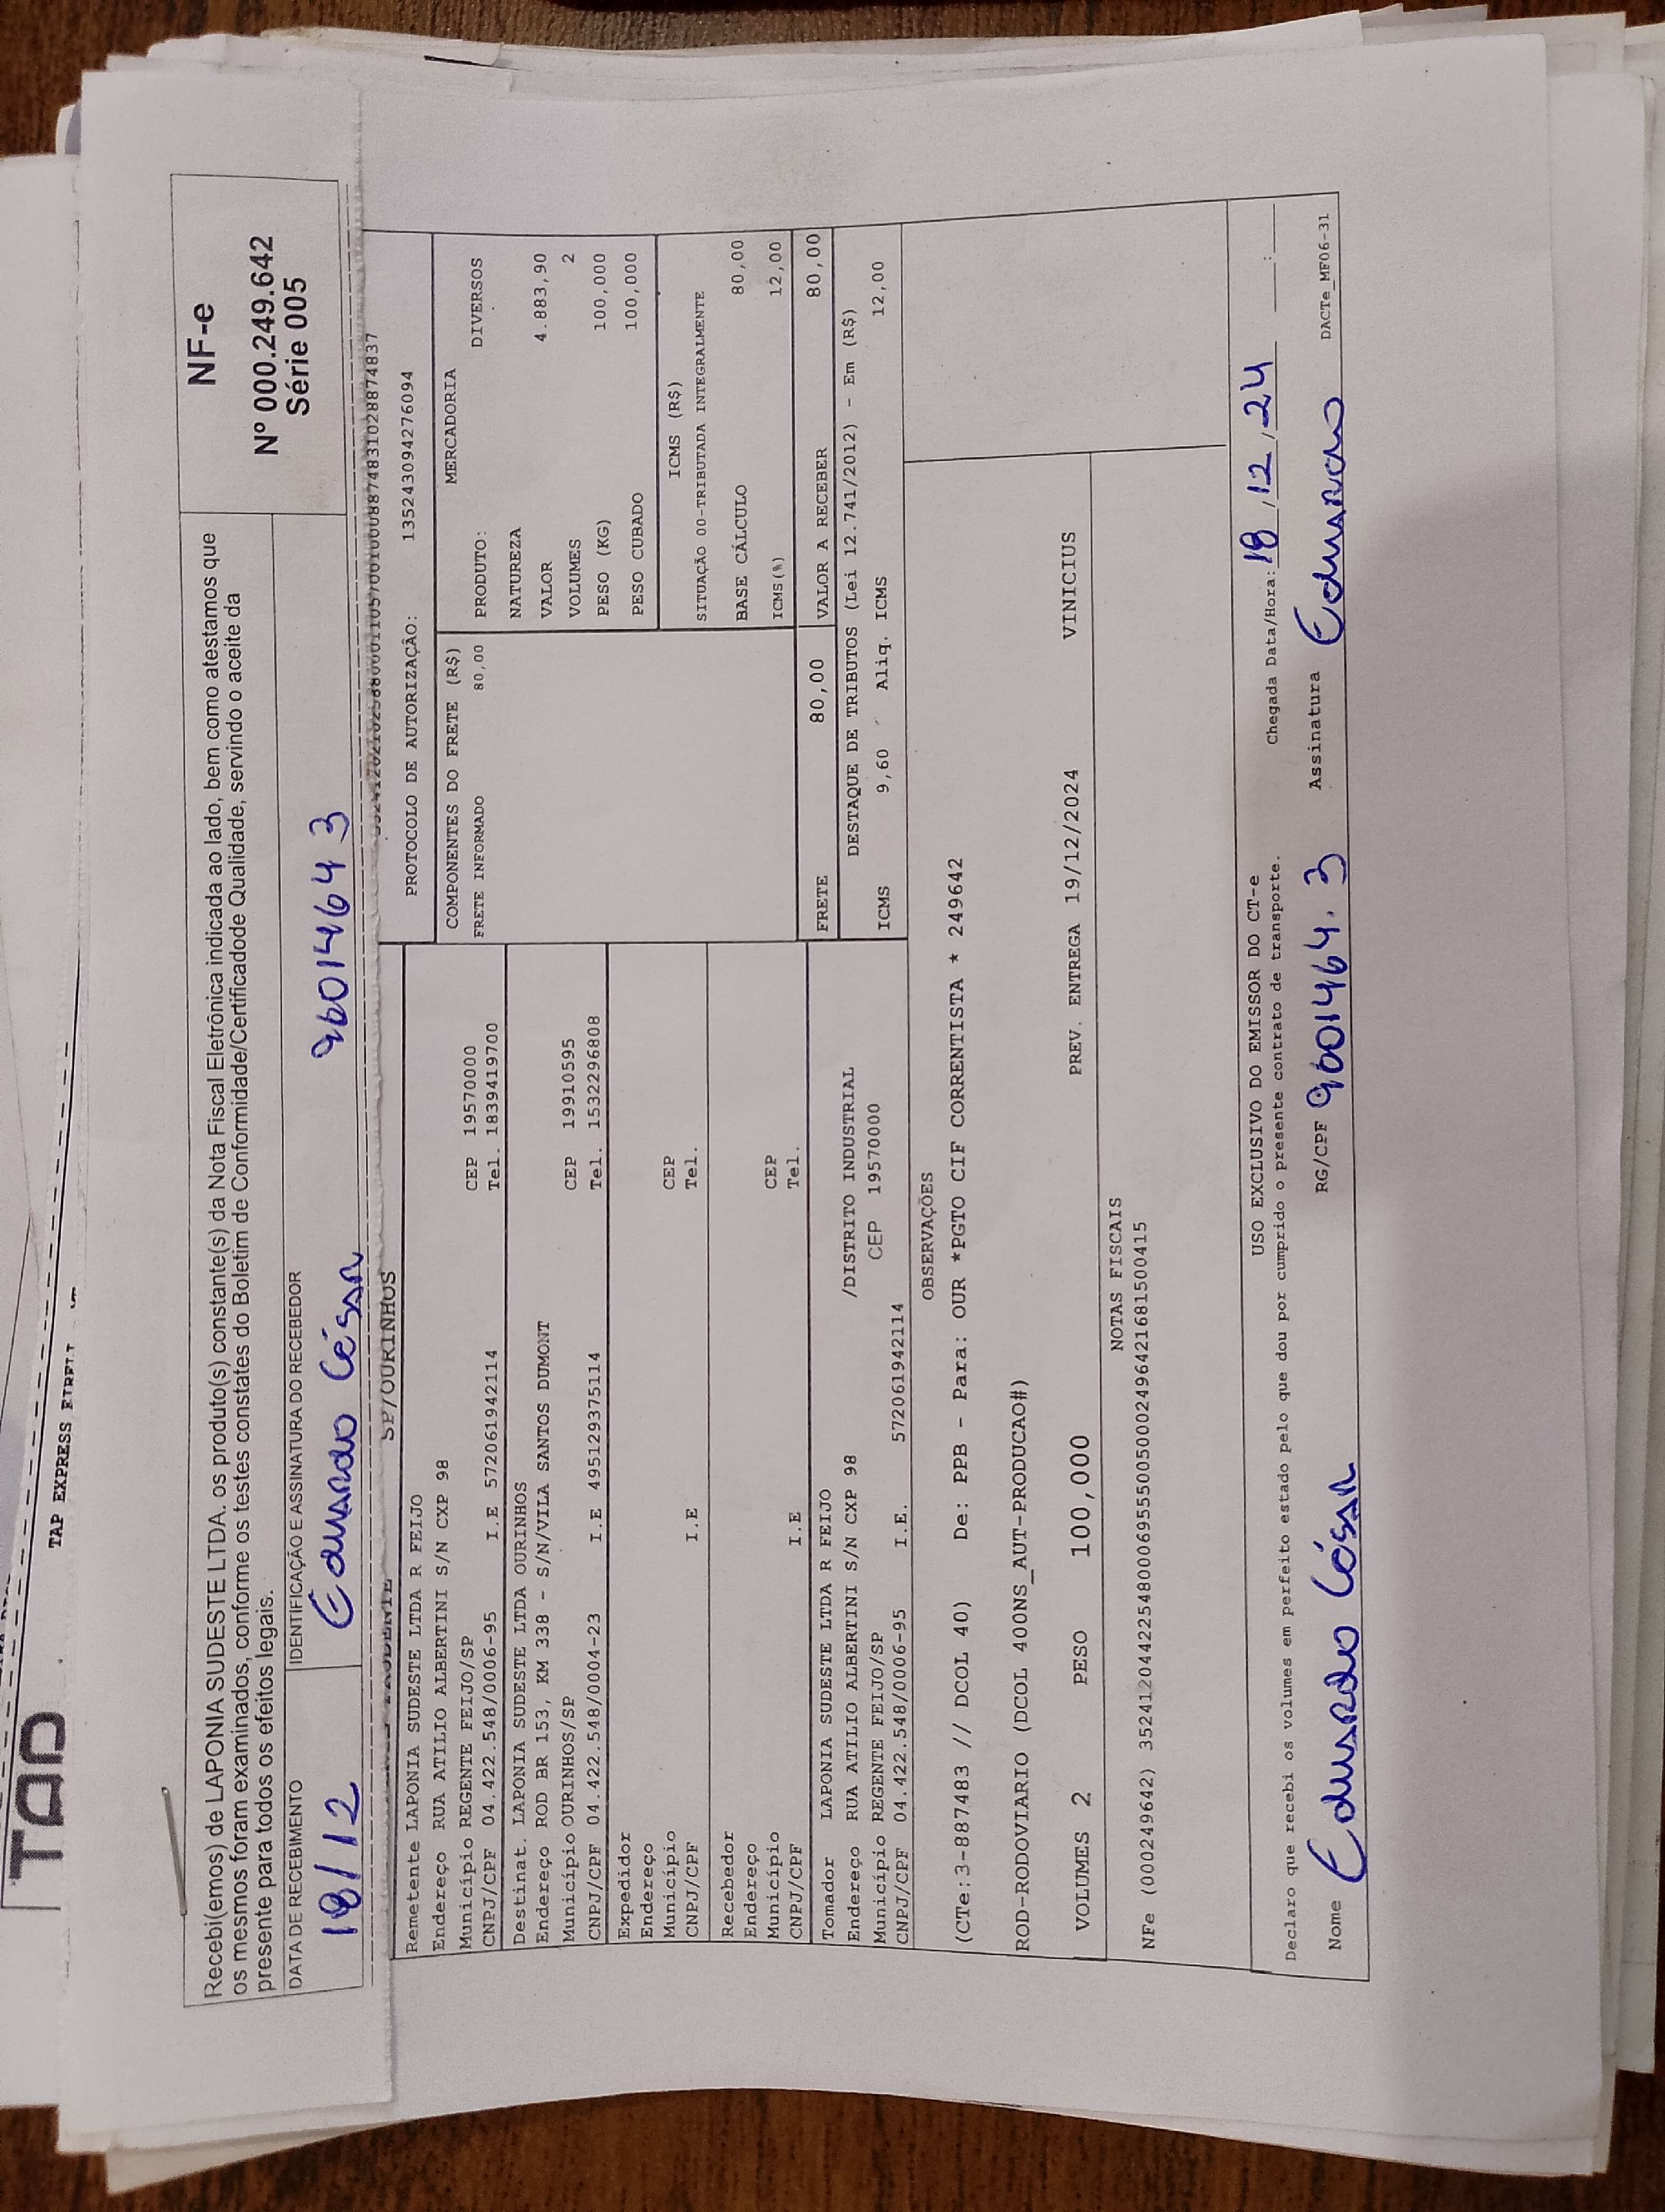 TAP EXPRESS
Recebi(emos) de LAPONIA SUDESTE LTDA. os produto(s) constante(s) da Nota Fiscal Eletrônica indicada ao lado, bem como atestamos que
os mesmos foram examinados, conforme os testes constates do Boletim de Conformidade/Certificadode Qualidade, servindo o aceite da
presente para todos os efeitos legais.
NF-e
Nº 000.249.642
Série 005
DATA DE RECEBIMENTO
18/12
IDENTIFICAÇÃO E ASSINATURA DO RECEBEDOR
Eduardo César 9601464 3
SP/OURINHOS
PROTOCOLO DE AUTORIZAÇÃO: 135243094276094
Remetente LAPONIA SUDESTE LTDA R FEIJO
Endereço RUA ATILIO ALBERTINI S/N CXP 98
Município REGENTE FEIJO/SP CEP 19570000
CNPJ/CPF 04.422.548/0006-95 I.E 572061942114 Tel. 1839419700
Destinat. LAPONIA SUDESTE LTDA OURINHOS
Endereço ROD BR 153, KM 338 - S/N/VILA SANTOS DUMONT
Município OURINHOS/SP CEP 19910595
CNPJ/CPF 04.422.548/0004-23 I.E 495129375114 Tel. 1532296808
Expedidor
Endereço
Município CEP
CNPJ/CPF I.E Tel.
Recebedor
Endereço
Município CEP
CNPJ/CPF I.E Tel.
Tomador LAPONIA SUDESTE LTDA R FEIJO
Endereço RUA ATILIO ALBERTINI S/N CXP 98 /DISTRITO INDUSTRIAL
Município REGENTE FEIJO/SP CEP 19570000
CNPJ/CPF 04.422.548/0006-95 I.E. 572061942114
COMPONENTES DO FRETE (R$)
FRETE INFORMADO 80,00
MERCADORIA
PRODUTO: DIVERSOS
NATUREZA
VALOR 4.883,90
VOLUMES 2
PESO (KG) 100,000
PESO CUBADO 100,000
ICMS (R$)
SITUAÇÃO 00-TRIBUTADA INTEGRALMENTE
BASE CÁLCULO 80,00
ICMS(%) 12,00
FRETE 80,00 VALOR A RECEBER 80,00
DESTAQUE DE TRIBUTOS (Lei 12.741/2012) - Em (R$)
ICMS 9,60 Aliq. ICMS 12,00
OBSERVAÇÕES
(CTe:3-887483 // DCOL 40) De: PPB - Para: OUR *PGTO CIF CORRENTISTA * 249642
ROD-RODOVIARIO (DCOL 400NS_AUT-PRODUCAO#)
VOLUMES 2 PESO 100,000 PREV. ENTREGA 19/12/2024 VINICIUS
NOTAS FISCAIS
NFe (000249642) 35241204422548000695550050002496421681500415
USO EXCLUSIVO DO EMISSOR DO CT-e
Declaro que recebi os volumes em perfeito estado pelo que dou por cumprido o presente contrato de transporte. Chegada Data/Hora: 18/12/24 __:__
Nome Eduardo César RG/CPF 9601464.3 Assinatura Eduardo DACTe_MF06-31